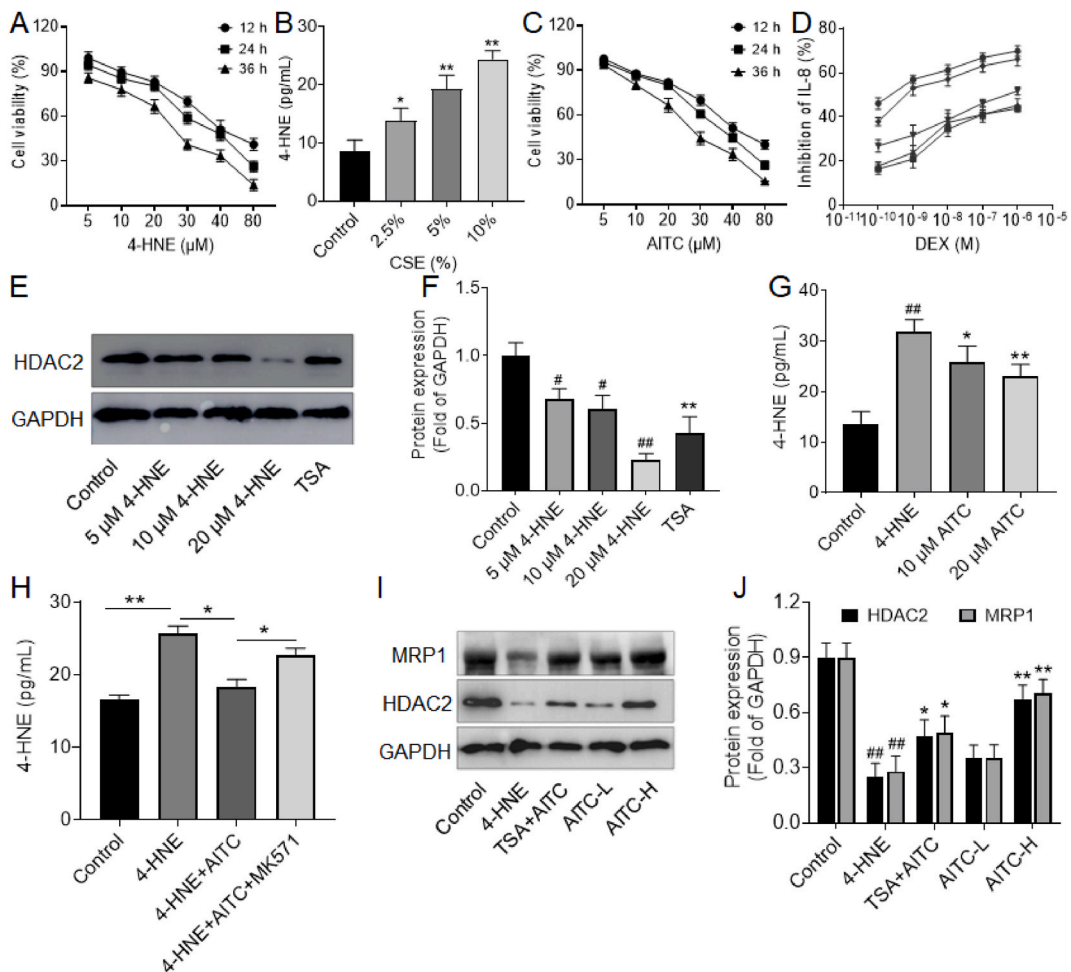 A
Cell viability (%)
120
90
60
30
0
12 h
24 h
36 h
5 10 20 30 40 80
4-HNE (µM)
B
4-HNE (pg/mL)
30
20
10
0
* ** **
Control 2.5% 5% 10%
CSE (%)
C
Cell viability (%)
120
90
60
30
0
12 h
24 h
36 h
5 10 20 30 40 80
AITC (µM)
D
Inhibition of IL-8 (%)
80
60
40
20
0
10⁻¹¹ 10⁻¹⁰ 10⁻⁹ 10⁻⁸ 10⁻⁷ 10⁻⁶ 10⁻⁵
DEX (M)
E
HDAC2
GAPDH
Control 5 µM 4-HNE 10 µM 4-HNE 20 µM 4-HNE TSA
F
Protein expression
(Fold of GAPDH)
1.5
1.0
0.5
0.0
# # ## **
Control 5 µM 4-HNE 10 µM 4-HNE 20 µM 4-HNE TSA
G
4-HNE (pg/mL)
40
30
20
10
0
## * **
Control 4-HNE 10 µM AITC 20 µM AITC
H
4-HNE (pg/mL)
30
20
10
0
** * *
Control 4-HNE 4-HNE+AITC 4-HNE+AITC+MK571
I
MRP1
HDAC2
GAPDH
Control 4-HNE TSA+AITC AITC-L AITC-H
J
Protein expression
(Fold of GAPDH)
1.2
0.9
0.6
0.3
0.0
HDAC2 MRP1
## ## * * ** **
Control 4-HNE TSA+AITC AITC-L AITC-H